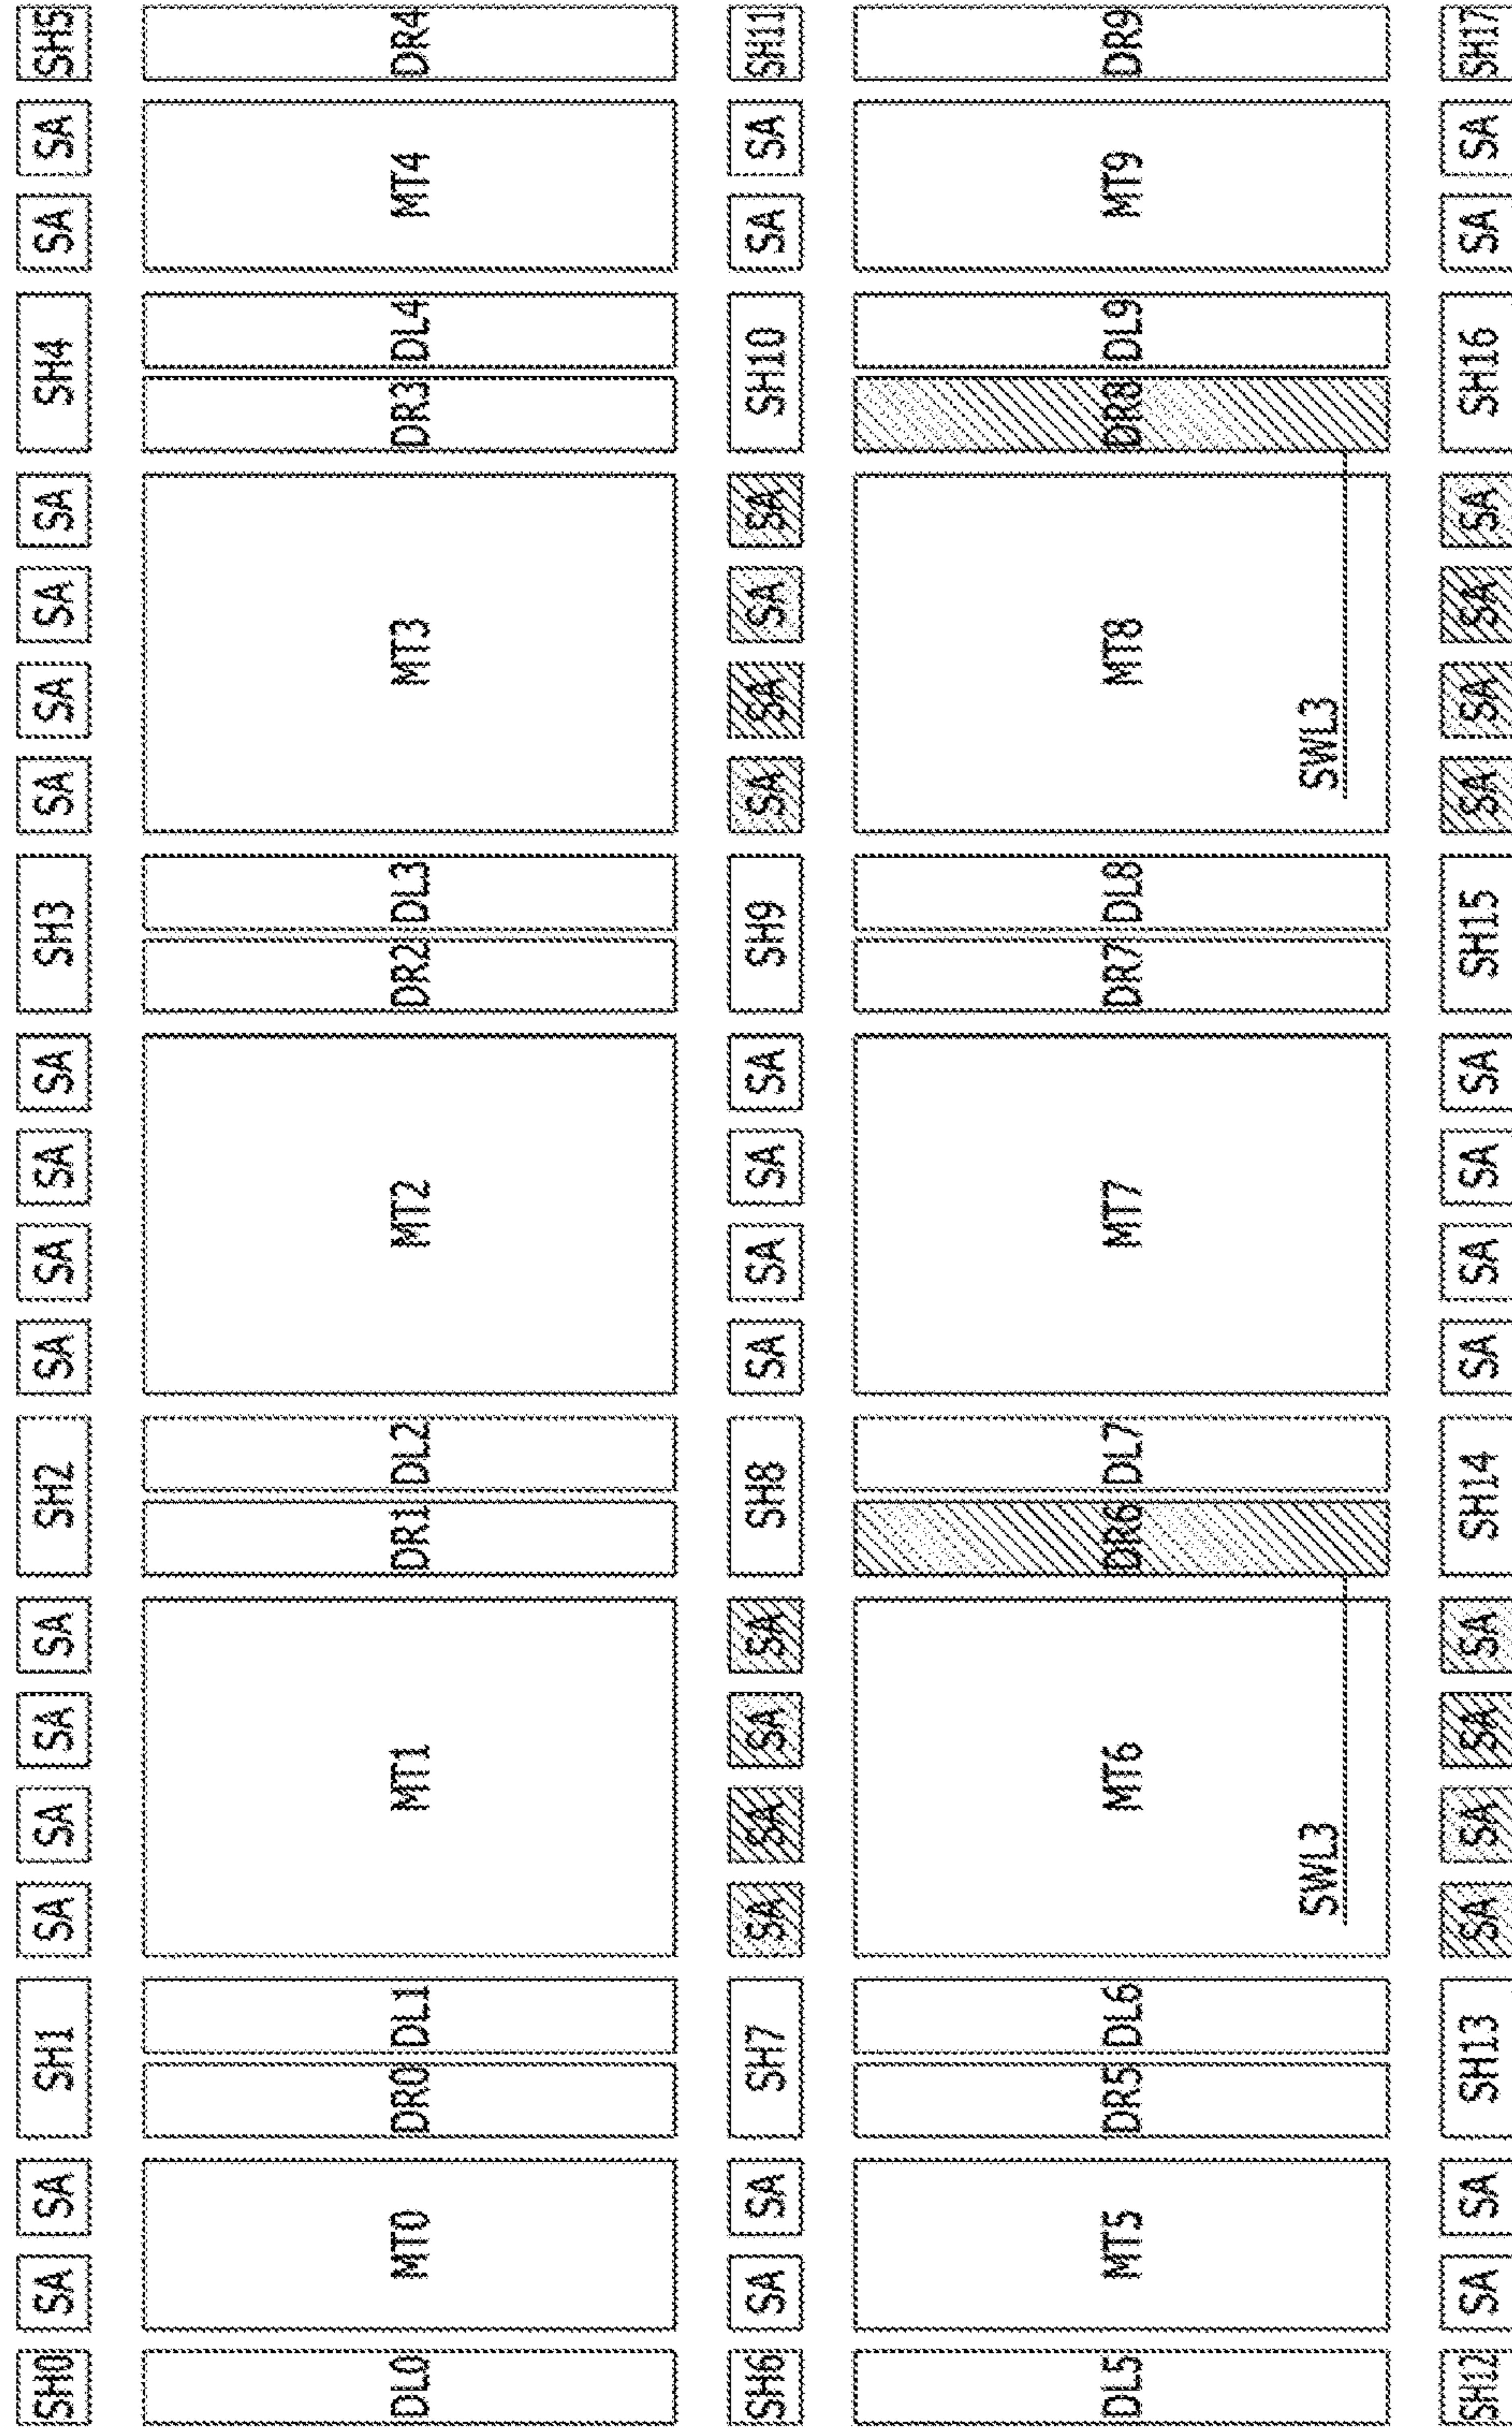 SH0 SA SA SH1 SA SA SA SA SH2 SA SA SA SA SH3 SA SA SA SA SH4 SA SA SH5
DL0 MT0 DR0 DL1 MT1 DR1 DL2 MT2 DR2 DL3 MT3 DR3 DL4 MT4 DR4
SH6 SA SA SH7 SA SA SA SA SH8 SA SA SA SA SH9 SA SA SA SA SH10 SA SA SH11
DL5 MT5 DR5 DL6 MT6 DR6 DL7 MT7 DR7 DL8 MT8 DR8 DL9 MT9 DR9
SWL3 SWL3
SH12 SA SA SH13 SA SA SA SA SH14 SA SA SA SA SH15 SA SA SA SA SH16 SA SA SH17